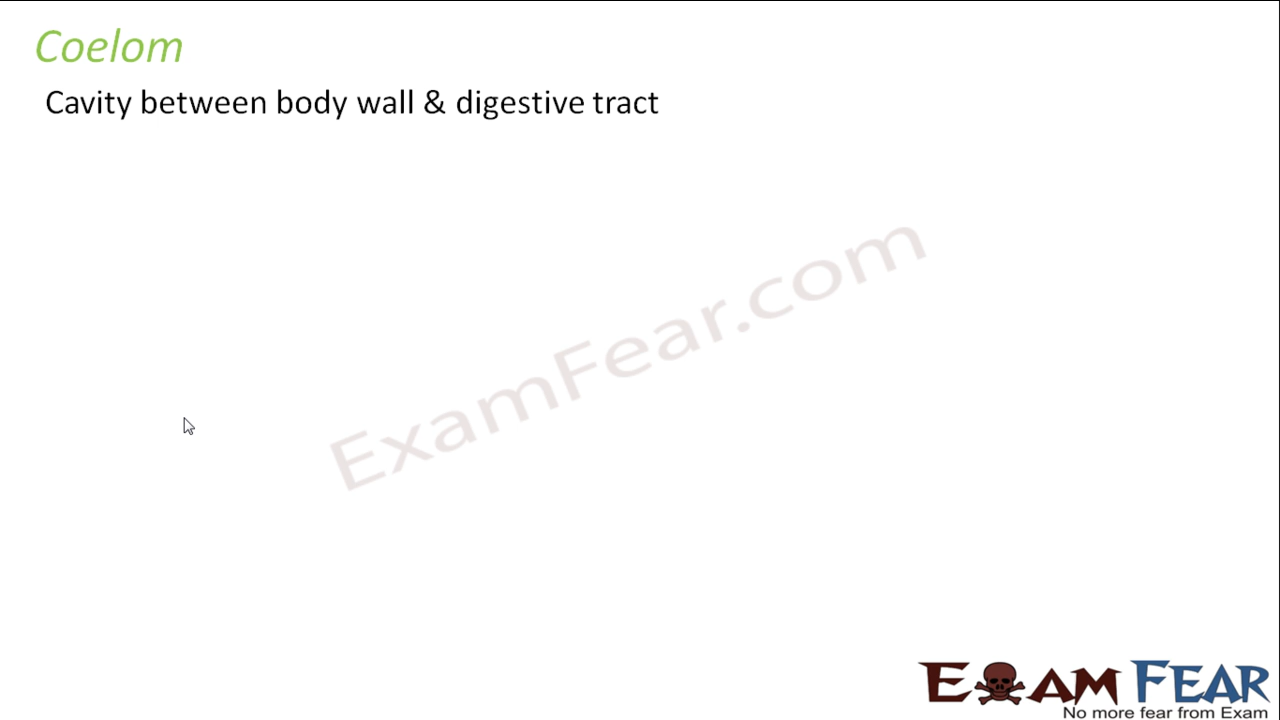 Coelom
Cavity between body wall & digestive tract
ExamFear.com
EXAM FEAR
No more fear from Exam